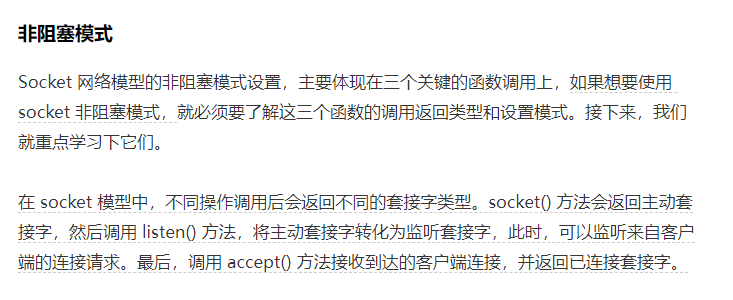 非阻塞模式
Socket 网络模型的非阻塞模式设置，主要体现在三个关键的函数调用上，如果想要使用
socket 非阻塞模式，就必须要了解这三个函数的调用返回类型和设置模式。接下来，我们
就重点学习下它们。
在 socket 模型中，不同操作调用后会返回不同的套接字类型。socket() 方法会返回主动套
接字，然后调用 listen() 方法，将主动套接字转化为监听套接字，此时，可以监听来自客户
端的连接请求。最后，调用 accept() 方法接收到达的客户端连接，并返回已连接套接字。